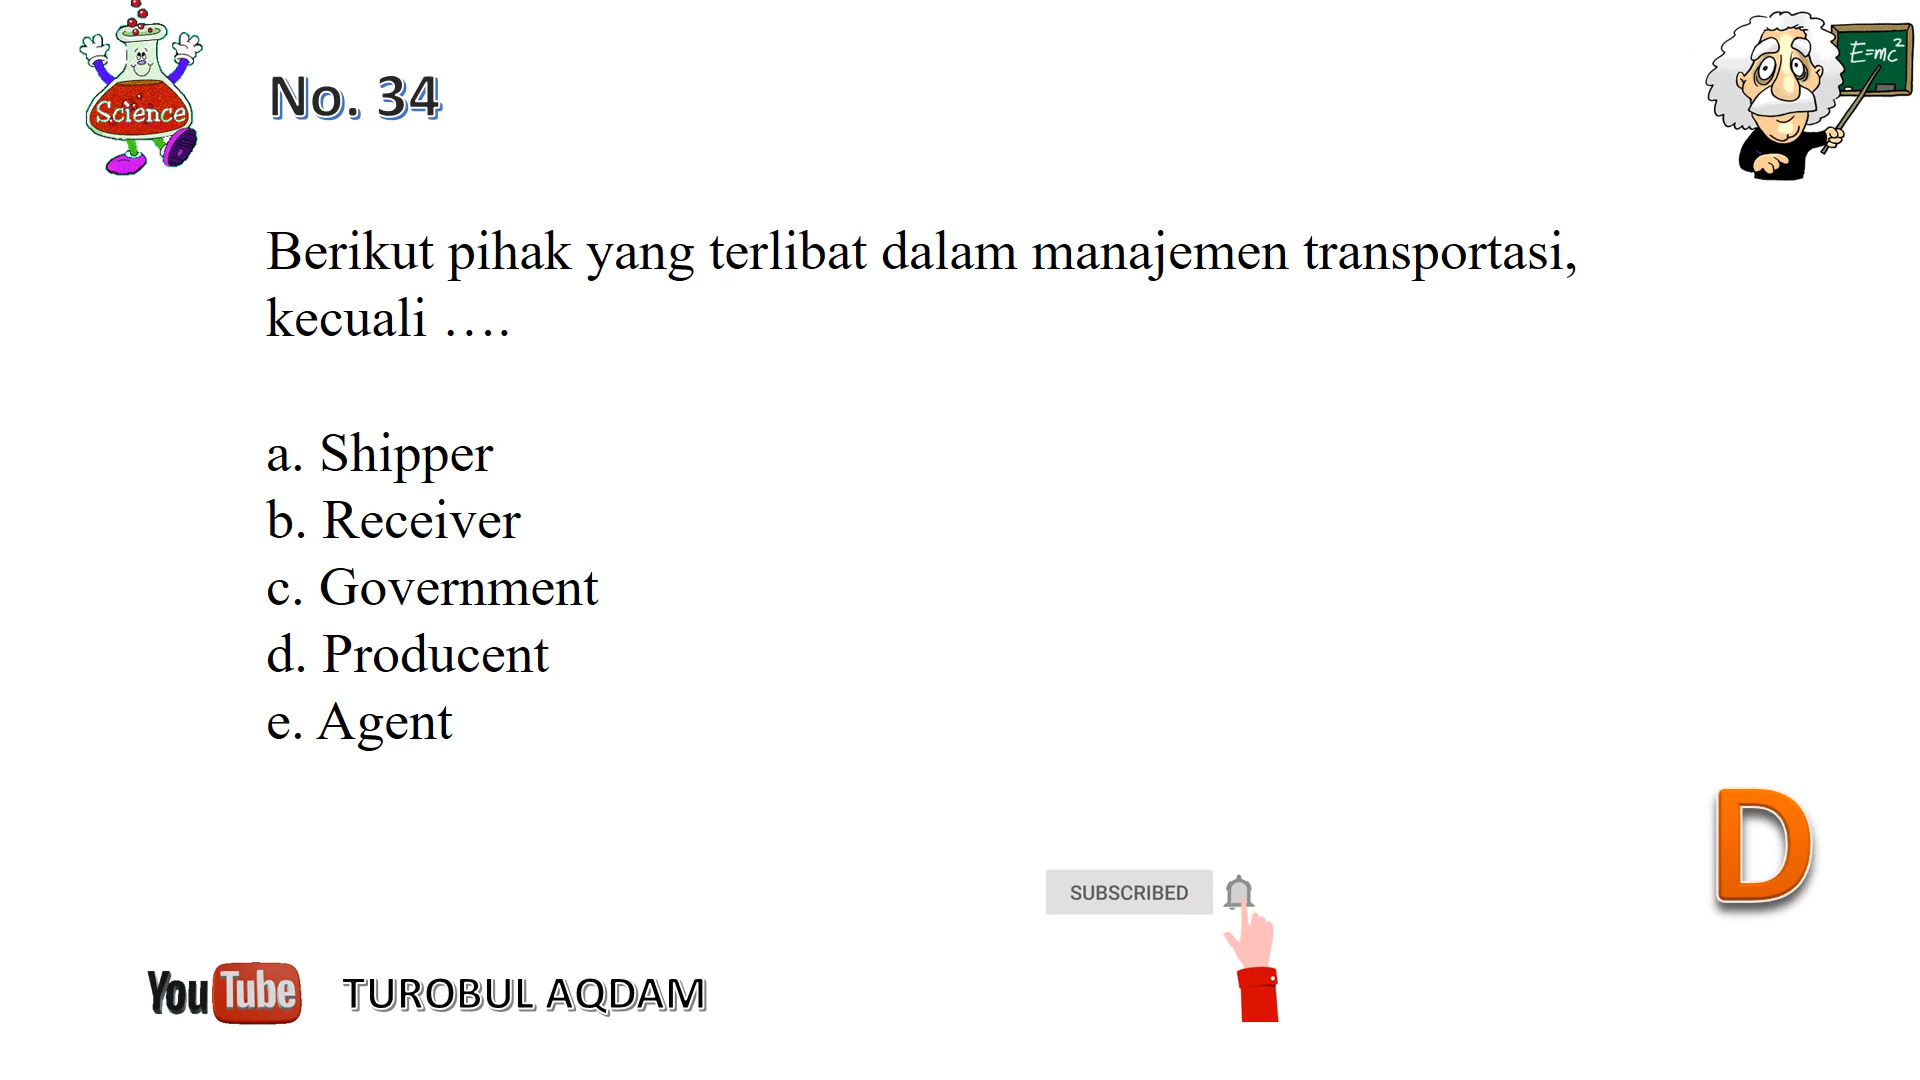 Science
No. 34
E=mc²
Berikut pihak yang terlibat dalam manajemen transportasi,
kecuali ....
a. Shipper
b. Receiver
c. Government
d. Producent
e. Agent
D
SUBSCRIBED
YouTube TUROBUL AQDAM